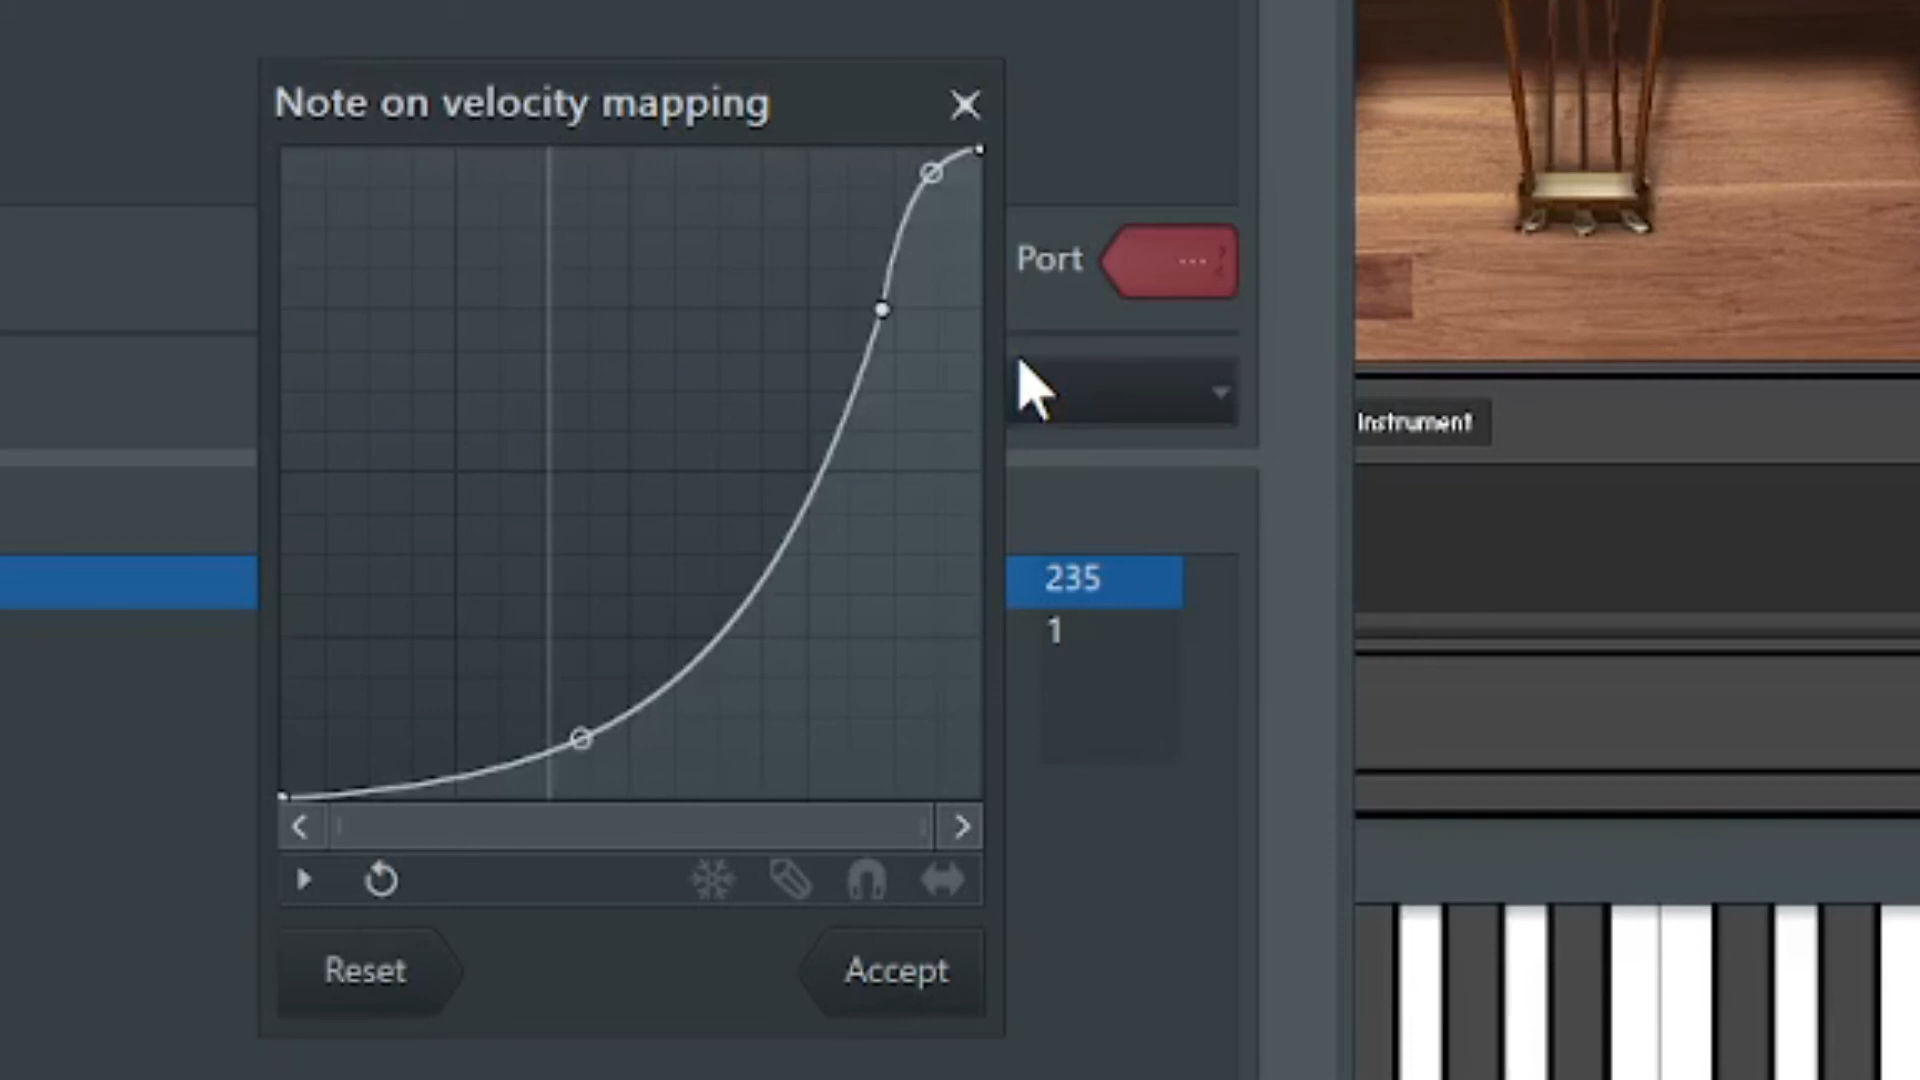 Note on velocity mapping
Port
...
Instrument
235
1
Reset
Accept